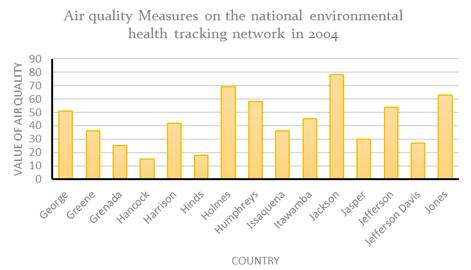 Air quality Measures on the national environmental
health tracking network in 2004
VALUE OF AIR QUALITY
90
80
70
60
50
40
30
20
10
0
George
Greene
Grenada
Hancock
Harrison
Hinds
Holmes
Humphreys
Issaquena
Itawamba
Jackson
Jasper
Jefferson
Jefferson Davis
Jones
COUNTRY